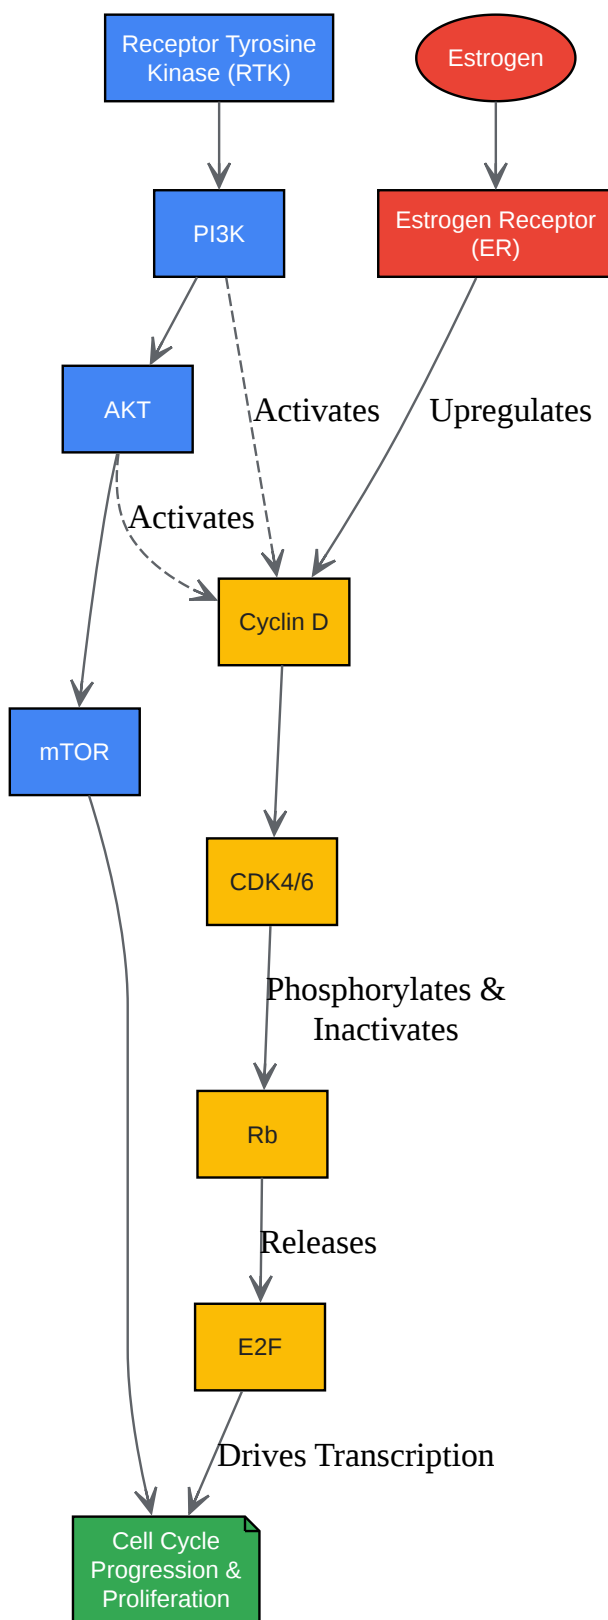 Receptor Tyrosine
Kinase (RTK)
Estrogen
PI3K
Estrogen Receptor
(ER)
AKT
Activates
Upregulates
Activates
Cyclin D
mTOR
CDK4/6
Phosphorylates &
Inactivates
Rb
Releases
E2F
Drives Transcription
Cell Cycle
Progression &
Proliferation